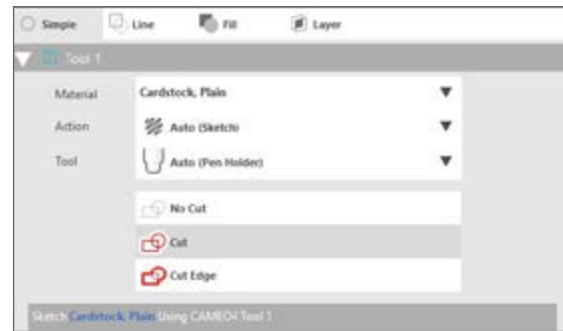 Simple Line Fill Layer
Tool 1
Material Cardstock, Plain
Action Auto (Sketch)
Tool Auto (Pen Holder)
No Cut
Cut
Cut Edge
Sketch Cardstock, Plain Using CAMEO4 Tool 1